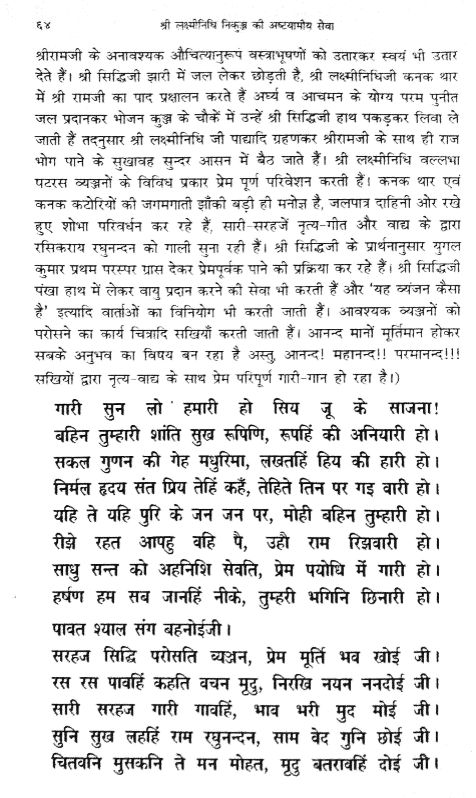 ६४ श्री लक्ष्मीनिधि निकुञ्ज की अष्टयामीय सेवा
श्रीरामजी के अनावश्यक औचित्यानुरूप वस्त्राभूषणों को उतारकर स्वयं भी उतार
देते हैं। श्री सिद्धिजी झारी में जल लेकर छोड़ती है, श्री लक्ष्मीनिधिजी कनक थार
में श्री रामजी का पाद प्रक्षालन करते हैं अर्घ्य व आचमन के योग्य परम पुनीत
जल प्रदानकर भोजन कुञ्ज के चौके में उन्हें श्री सिद्धिजी हाथ पकड़कर लिवा ले
जाती हैं तदनुसार श्री लक्ष्मीनिधि जी पाद्यादि ग्रहणकर श्रीरामजी के साथ ही राज
भोग पाने के सुखावह सुन्दर आसन में बैठ जाते हैं। श्री लक्ष्मीनिधि वल्लभा
षटरस व्यञ्जनों के विविध प्रकार प्रेम पूर्ण परिवेशन करती हैं। कनक थार एवं
कनक कटोरियों की जगमगाती झाँकी बड़ी ही मनोज्ञ है, जलपात्र दाहिनी ओर रखे
हुए शोभा परिवर्धन कर रहे हैं, सारी-सरहजें नृत्य-गीत और वाद्य के द्वारा
रसिकराय रघुनन्दन को गाली सुना रही हैं। श्री सिद्धिजी के प्रार्थनानुसार युगल
कुमार प्रथम परस्पर ग्रास देकर प्रेमपूर्वक पाने की प्रक्रिया कर रहे हैं। श्री सिद्धिजी
पंखा हाथ में लेकर वायु प्रदान करने की सेवा भी करती हैं और 'यह व्यंजन कैसा
है' इत्यादि वार्ताओं का विनियोग भी करती जाती हैं। आवश्यक व्यञ्जनों को
परोसने का कार्य चित्रादि सखियाँ करती जाती हैं। आनन्द मानों मूर्तिमान होकर
सबके अनुभव का विषय बन रहा है अस्तु, आनन्द! महानन्द!! परमानन्द!!!
सखियों द्वारा नृत्य-वाद्य के साथ प्रेम परिपूर्ण गारी-गान हो रहा है।)
गारी सुन लो हमारी हो सिय जू के साजना!
बहिन तुम्हारी शांति सुख रूपिणि, रूपहिं की अनियारी हो।
सकल गुणन की गेह मधुरिमा, लखतहिं हिय की हारी हो।
निर्मल हृदय संत प्रिय तेहिं कहँ, तेहिते तिन पर गइ वारी हो।
यहि ते यहि पुरि के जन जन पर, मोही बहिन तुम्हारी हो।
रीझे रहत आपहु वहि पै, उहौ राम रिझवारी हो।
साधु सन्त को अहनिशि सेवति, प्रेम पयोधि में गारी हो।
हर्षण हम सब जानहिं नीके, तुम्हरी भगिनि छिनारी हो।
पावत श्याल संग बहनोईजी।
सरहज सिद्धि परोसति व्यञ्जन, प्रेम मूर्ति भव खोई जी।
रस रस पावहिं कहति वचन मृदु, निरखि नयन ननदोई जी।
सारी सरहज गारी गावहिं, भाव भरी मुद मोई जी।
सुनि सुख लहहिं राम रघुनन्दन, साम वेद गुनि छोई जी।
चितवनि मुसकनि ते मन मोहत, मृदु बतरावहिं दोई जी।